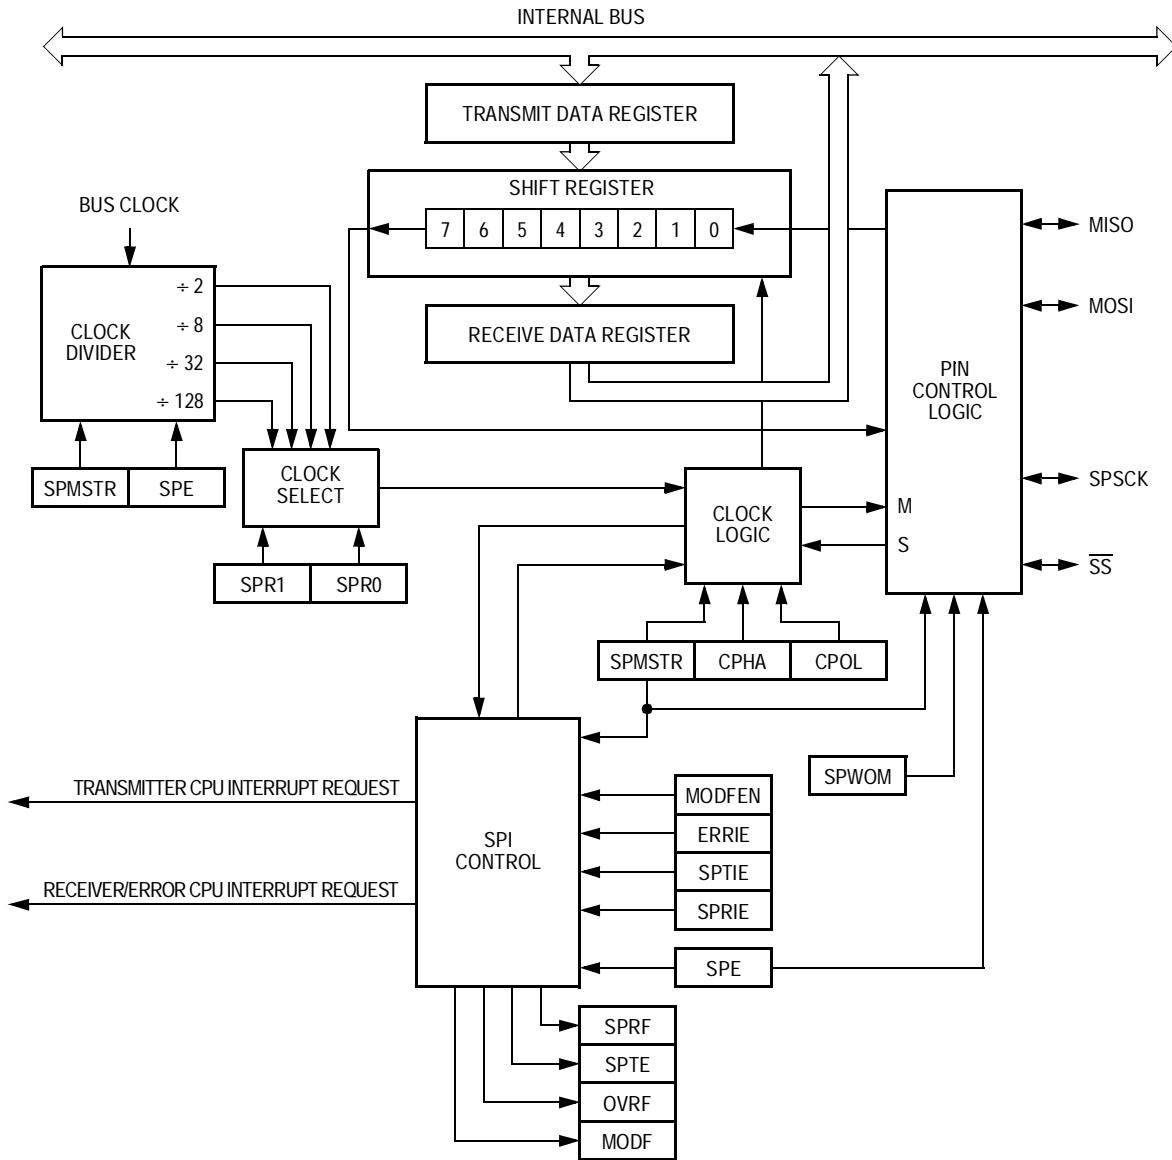 INTERNAL BUS
TRANSMIT DATA REGISTER
SHIFT REGISTER
7 6 5 4 3 2 1 0
BUS CLOCK
÷ 2
÷ 8
÷ 32
÷ 128
CLOCK
DIVIDER
RECEIVE DATA REGISTER
MISO
MOSI
PIN
CONTROL
LOGIC
SPMSTR SPE
CLOCK
SELECT
SPR1 SPR0
CLOCK
LOGIC
M
S
SPSCK
SS
SPMSTR CPHA CPOL
SPWOM
TRANSMITTER CPU INTERRUPT REQUEST
RECEIVER/ERROR CPU INTERRUPT REQUEST
SPI
CONTROL
MODFEN
ERRIE
SPTIE
SPRIE
SPE
SPRF
SPTE
OVRF
MODF